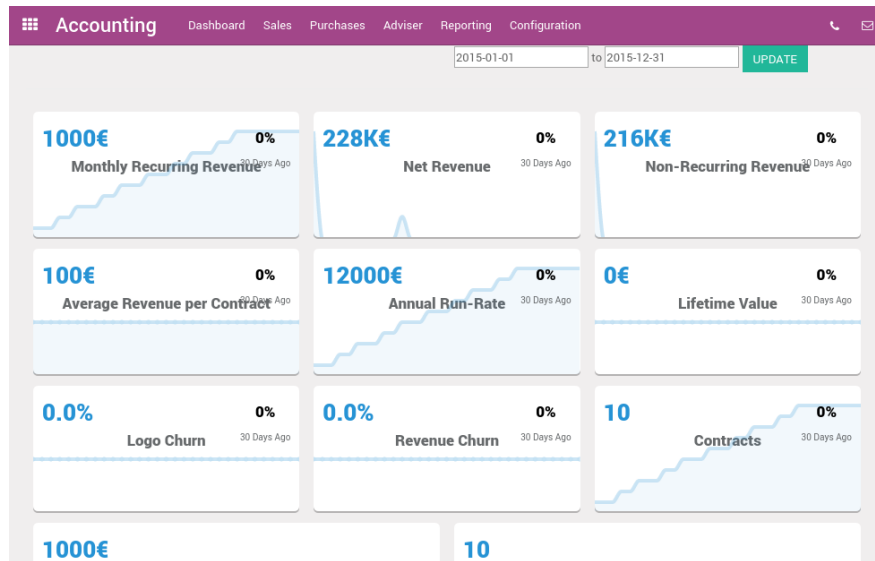 Accounting Dashboard Sales Purchases Adviser Reporting Configuration
2015-01-01 to 2015-12-31 UPDATE
1000€ 0%
Monthly Recurring Revenue 30 Days Ago
228K€ 0%
Net Revenue 30 Days Ago
216K€ 0%
Non-Recurring Revenue 30 Days Ago
100€ 0%
Average Revenue per Contract 30 Days Ago
12000€ 0%
Annual Run-Rate 30 Days Ago
0€ 0%
Lifetime Value 30 Days Ago
0.0% 0%
Logo Churn 30 Days Ago
0.0% 0%
Revenue Churn 30 Days Ago
10 0%
Contracts 30 Days Ago
1000€
10